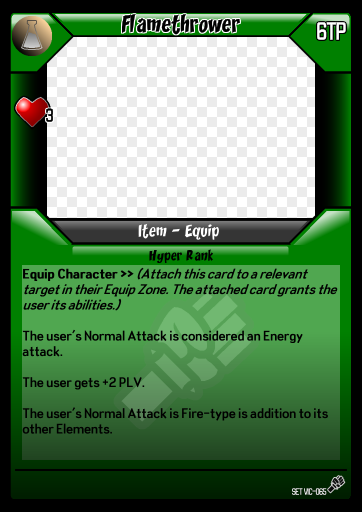 Flamethrower
6TP
3
Item - Equip
Hyper Rank
Equip Character >> (Attach this card to a relevant
target in their Equip Zone. The attached card grants the
user its abilities.)
The user's Normal Attack is considered an Energy
attack.
The user gets +2 PLV.
The user's Normal Attack is Fire-type is addition to its
other Elements.
SET VIC-065